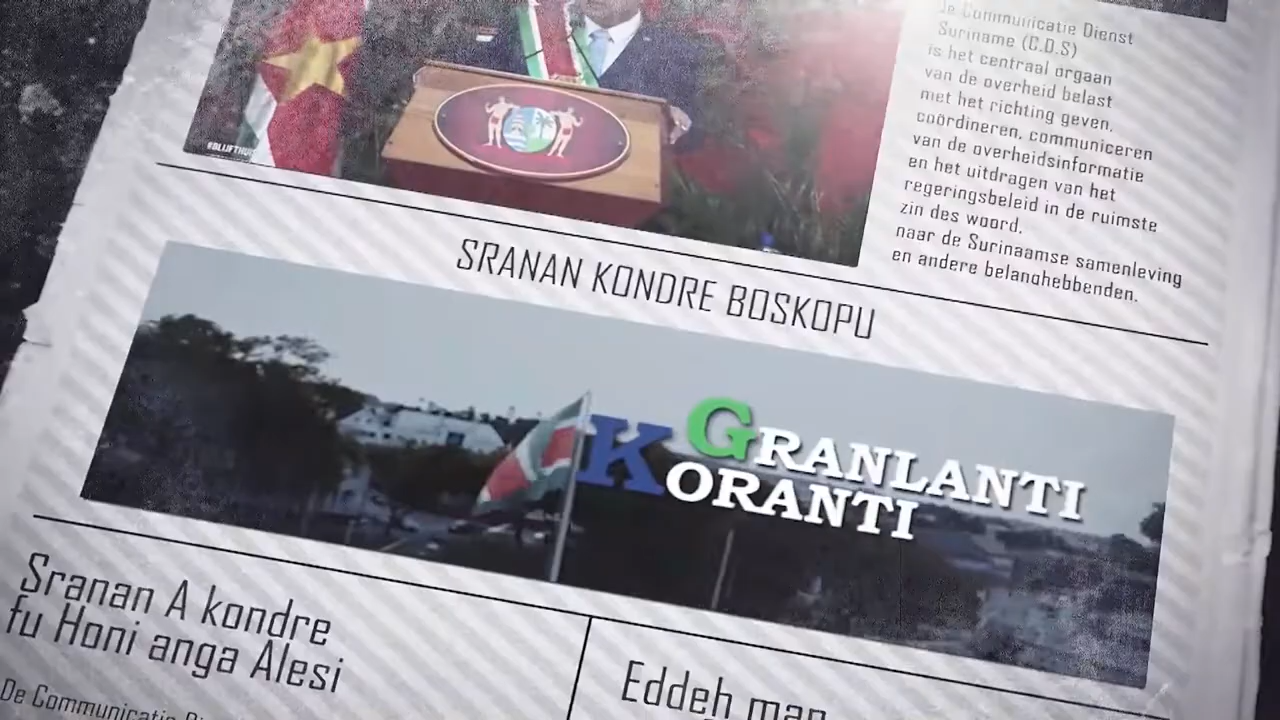 De Communicatie Dienst
Suriname (C.D.S)
is het centraal orgaan
van de overheid belast
met het richting geven,
coördineren, communiceren
van de overheidsinformatie
en het uitdragen van het
regeringsbeleid in de ruimste
zin des woord,
naar de Surinaamse samenleving
en andere belanghebbenden.
SRANAN KONDRE BOSKOPU
GRANLANTI
KORANTI
Sranan A kondre
fu Honi anga Alesi
De Communicatie
Eddeh man